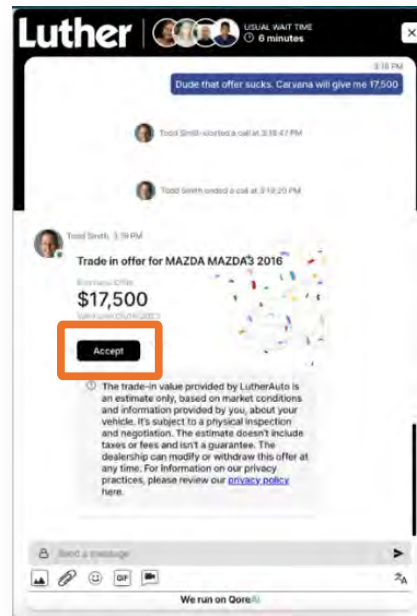 Luther
USUAL WAIT TIME
6 minutes
3:18 PM
Dude that offer sucks. Carvana will give me 17,500
Todd Smith started a call at 3:18:47 PM
Todd Smith ended a call at 3:19:20 PM
Todd Smith, 3:19 PM
Trade in offer for MAZDA MAZDA3 2016
$17,500
Accept
The trade-in value provided by LutherAuto is
an estimate only, based on market conditions
and information provided by you, about your
vehicle. It's subject to a physical inspection
and negotiation. The estimate doesn't include
taxes or fees and isn't a guarantee. The
dealership can modify or withdraw this offer at
any time. For information on our privacy
practices, please review our privacy policy
here.
Send a message
GIF
We run on QoreAI